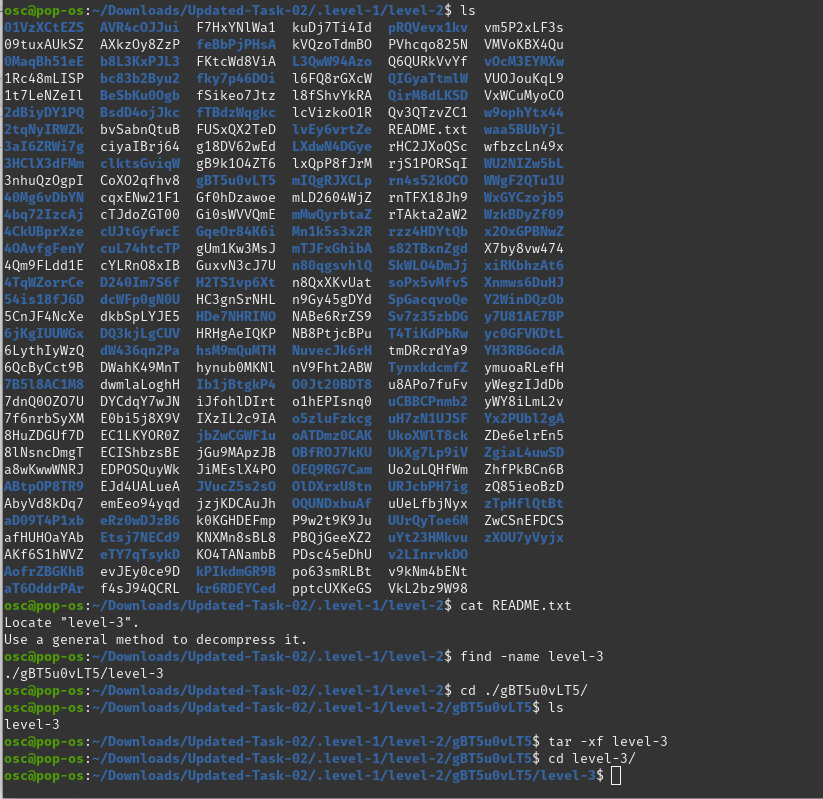 osc@pop-os:~/Downloads/Updated-Task-02/.level-1/level-2$ ls
01VzXCtEZS AVR4cOJJui F7HxYNlWa1 kuDj7Ti4Id pRQVevx1kv vm5P2xLF3s
09tuxAUkSZ AXkzOy8ZzP feBbPjPHsA kVQzoTdmBO PVhcqo825N VMVoKBX4Qu
0MaqBh51eE b8L3KxPJL3 FKtcWd8ViA L3QwW94Azo Q6QURkVvYf vOcM3EYMXw
1Rc48mLISP bc83b2Byu2 fky7p46DOi l6FQ8rGXcW QIGyaTtmlW VUOJouKqL9
1t7LeNZeIl BeSbKu0Ogb fSikeo7Jtz l8fShvYkRA QirM8dLKSD VxWCuMyoCO
2dBiyDY1PQ BsdD4ojJkc fTBdzWqgkc lcVizkoO1R Qv3QTzvZC1 w9ophYtx44
2tqNyIRWZk bvSabnQtuB FUSxQX2TeD lvEy6vrtZe README.txt waa5BUbYjL
3aI6ZRWi7g ciyaIBrj64 g18DV62wEd LXdwN4DGye rHC2JXoQSc wfbzcLn49x
3HClX3dFMm clktsGviqW gB9k1O4ZT6 lxQpP8fJrM rjS1PORSqI WU2NIZw5bL
3nhuQzOgpI CoXO2qfhv8 gBT5u0vLT5 mIQgRJXCLp rn4s52kOCO WWgF2QTu1U
40Mg6vDbYN cqxENw21F1 Gf0hDzawoe mLD2604WjZ rnTFX18Jh9 WxGYCzojb5
4bq72IzcAj cTJdoZGT00 Gi0sWVVQmE mMwQyrbtaZ rTAkta2aW2 WzkBDyZf09
4CkUBprXze cUJtGyfwcE GqeOr84K6i Mn1k5s3x2R rzz4HDYtQb x2OxGPBNwZ
4OAvfgFenY cuL74htcTP gUm1Kw3MsJ mTJFxGhibA s82TBxnZgd X7by8vw474
4Qm9FLdd1E cYLRnO8xIB GuxvN3cJ7U n80qgsvhlQ SkWLO4DmJj xiRKbhzAt6
4TqWZorrCe D240Im7S6f H2TS1vp6Xt n8QxXKvUat soPx5vMfvS Xnmws6DuHJ
54is18fJ6D dcWFp0gN0U HC3gnSrNHL n9Gy45gDYd SpGacqvoQe Y2WinDQzOb
5CnJF4NcXe dkbSpLYJE5 HDe7NHRINO NABe6RrZS9 Sv7z35zbDG y7U81AE7BP
6jKgIUUWGx DQ3kjLgCUV HRHgAeIQKP NB8PtjcBPu T4TiKdPbRw yc0GFVKDtL
6LythIyWzQ dW436qn2Pa hsM9mQuMTH NuvecJk6rH tmDRcrdYa9 YH3RBGocdA
6QcByCct9B DWahK49MnT hynub0MKNl nV9Fht2ABW TynxkdcmfZ ymuoaRLefH
7B5l8AC1M8 dwmlaLoghH Ib1jBtgkP4 O0Jt20BDT8 u8APo7fuFv yWegzIJdDb
7dnQ0OZO7U DYCdqY7wJN iJfohlDIrt o1hEPIsnq0 uCBBCPnmb2 yWY8iLmL2v
7f6nrbSyXM E0bi5j8X9V IXzIL2c9IA o5zluFzkcg uH7zN1UJSF Yx2PUbl2gA
8HuZDGUf7D EC1LKYOR0Z jbZwCGWF1u oATDmz0CAK UkoXWlT8ck ZDe6elrEn5
8lNsncDmgT ECIShbzsBE jGu9MApzJB OBfROJ7kKU UkXg7Lp9iV ZgiaL4uwSD
a8wKwwWNRJ EDPOSQuyWk JiMEslX4PO OEQ9RG7Cam Uo2uLQHfWm ZhfPkBCn6B
ABtpOP8TR9 EJd4UALueA JVucZ5s2sO OlDXrxU8tn URJcbPH7ig zQ85ieoBzD
AbyVd8kDq7 emEeo94yqd jzjKDCAuJh OQUNDxbuAf uUeLfbjNyx zTpHflQtBt
aD09T4P1xb eRz0wDJzB6 k0KGHDEFmp P9w2t9K9Ju UUrQyToe6M ZwCSnEFDCS
afHUHOaYAb Etsj7NECd9 KNXMn8sBL8 PBQjGeeXZ2 uYt23HMkvu zXOU7yVyjx
AKf6S1hWVZ eTY7qTsykD KO4TANambB PDsc45eDhU v2LInrvkDO
AofrZBGKhB evJEy0ce9D kPIkdmGR9B po63smRLBt v9kNm4bENt
aT6OddrPAr f4sJ94QCRL kr6RDEYCed pptcUXKeGS VkL2bz9W98
osc@pop-os:~/Downloads/Updated-Task-02/.level-1/level-2$ cat README.txt
Locate "level-3".
Use a general method to decompress it.
osc@pop-os:~/Downloads/Updated-Task-02/.level-1/level-2$ find -name level-3
./gBT5u0vLT5/level-3
osc@pop-os:~/Downloads/Updated-Task-02/.level-1/level-2$ cd ./gBT5u0vLT5/
osc@pop-os:~/Downloads/Updated-Task-02/.level-1/level-2/gBT5u0vLT5$ ls
level-3
osc@pop-os:~/Downloads/Updated-Task-02/.level-1/level-2/gBT5u0vLT5$ tar -xf level-3
osc@pop-os:~/Downloads/Updated-Task-02/.level-1/level-2/gBT5u0vLT5$ cd level-3/
osc@pop-os:~/Downloads/Updated-Task-02/.level-1/level-2/gBT5u0vLT5/level-3$